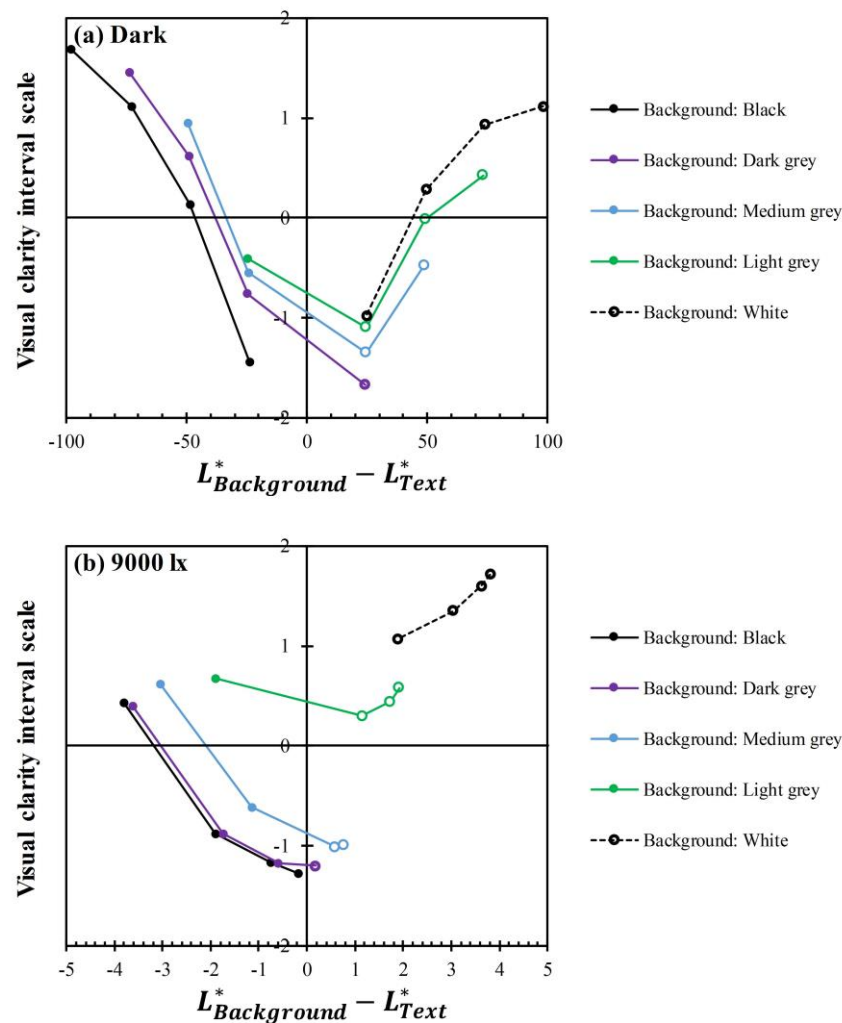 (a) Dark
Visual clarity interval scale
2
1
0
-1
-2
-100 -50 0 50 100
L*Background − L*Text
Background: Black
Background: Dark grey
Background: Medium grey
Background: Light grey
Background: White
(b) 9000 lx
Visual clarity interval scale
2
1
0
-1
-2
-5 -4 -3 -2 -1 0 1 2 3 4 5
L*Background − L*Text
Background: Black
Background: Dark grey
Background: Medium grey
Background: Light grey
Background: White